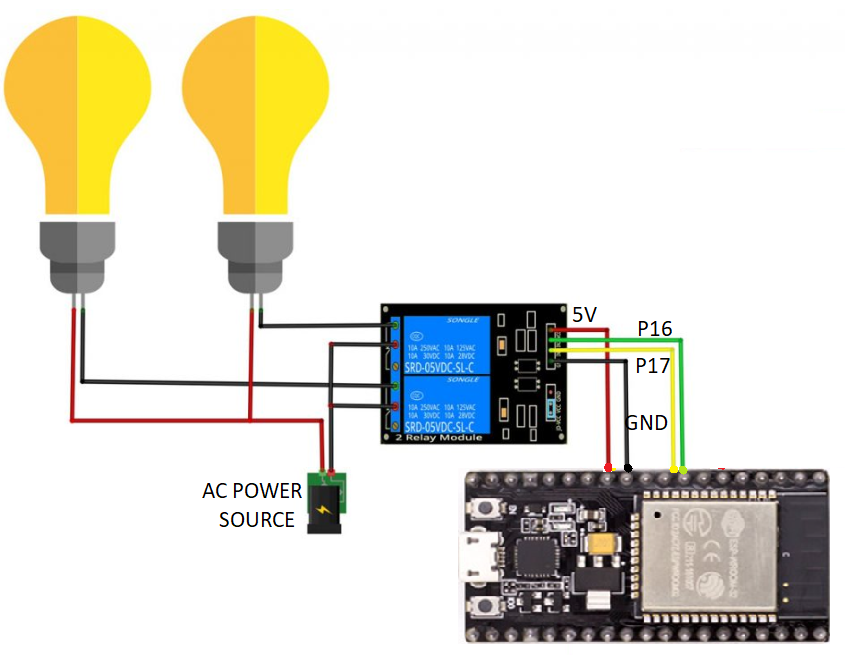 SONGLE
10A 250VAC 10A 125VAC
10A 30VDC 10A 28VDC
SRD-05VDC-SL-C
SONGLE
10A 250VAC 10A 125VAC
10A 30VDC 10A 28VDC
SRD-05VDC-SL-C
2 Relay Module
5V
P16
P17
GND
AC POWER
SOURCE